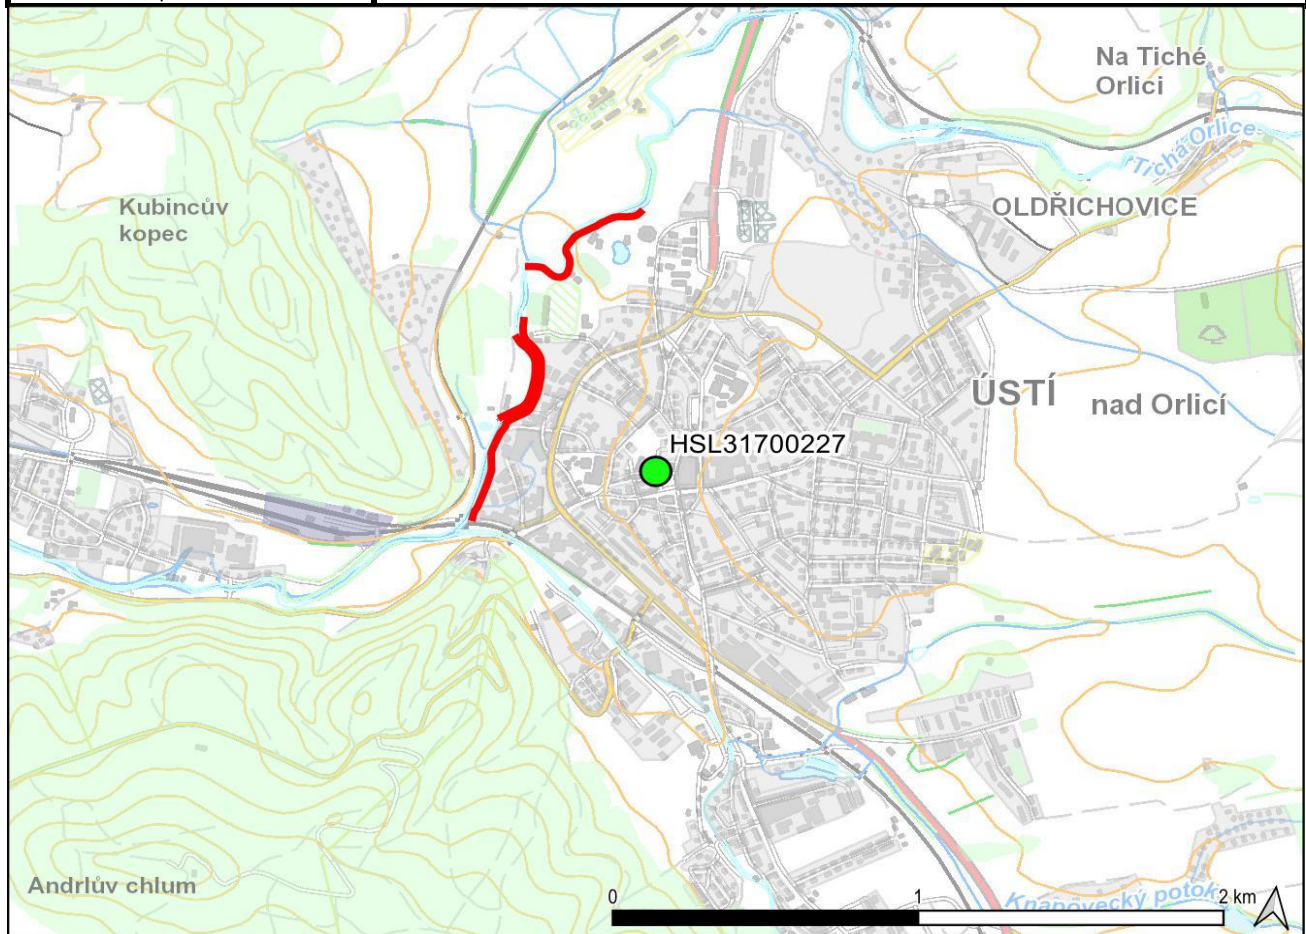 Na Tiché
Orlici
Tichá Orlice
Kubincův
kopec
OLDŘICHOVICE
ÚSTÍ
nad Orlicí
HSL31700227
Andrlův chlum
Knapovecký potok
0 1 2 km